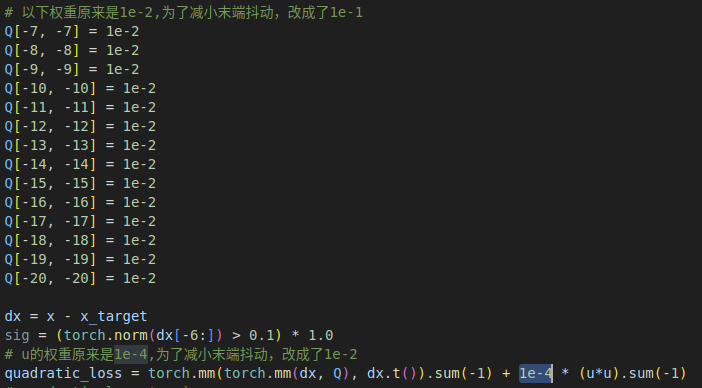 # 以下权重原来是1e-2,为了减小末端抖动，改成了1e-1
Q[-7, -7] = 1e-2
Q[-8, -8] = 1e-2
Q[-9, -9] = 1e-2
Q[-10, -10] = 1e-2
Q[-11, -11] = 1e-2
Q[-12, -12] = 1e-2
Q[-13, -13] = 1e-2
Q[-14, -14] = 1e-2
Q[-15, -15] = 1e-2
Q[-16, -16] = 1e-2
Q[-17, -17] = 1e-2
Q[-18, -18] = 1e-2
Q[-19, -19] = 1e-2
Q[-20, -20] = 1e-2
dx = x - x_target
sig = (torch.norm(dx[-6:]) > 0.1) * 1.0
# u的权重原来是1e-4,为了减小末端抖动，改成了1e-2
quadratic_loss = torch.mm(torch.mm(dx, Q), dx.t()).sum(-1) + 1e-4 * (u*u).sum(-1)